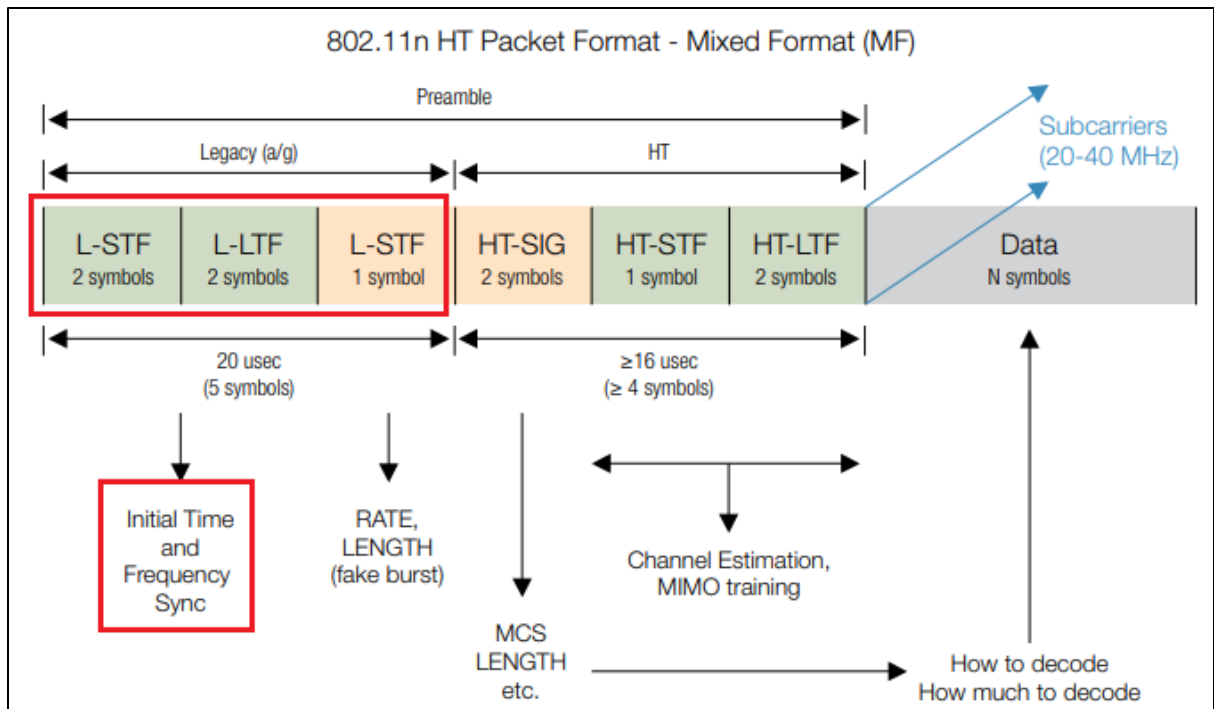 802.11n HT Packet Format - Mixed Format (MF)
Preamble
Legacy (a/g)
HT
Subcarriers
(20-40 MHz)
L-STF
2 symbols
L-LTF
2 symbols
L-STF
1 symbol
HT-SIG
2 symbols
HT-STF
1 symbol
HT-LTF
2 symbols
Data
N symbols
20 usec
(5 symbols)
≥16 usec
(≥ 4 symbols)
Initial Time
and
Frequency
Sync
RATE,
LENGTH
(fake burst)
Channel Estimation,
MIMO training
MCS
LENGTH
etc.
How to decode
How much to decode